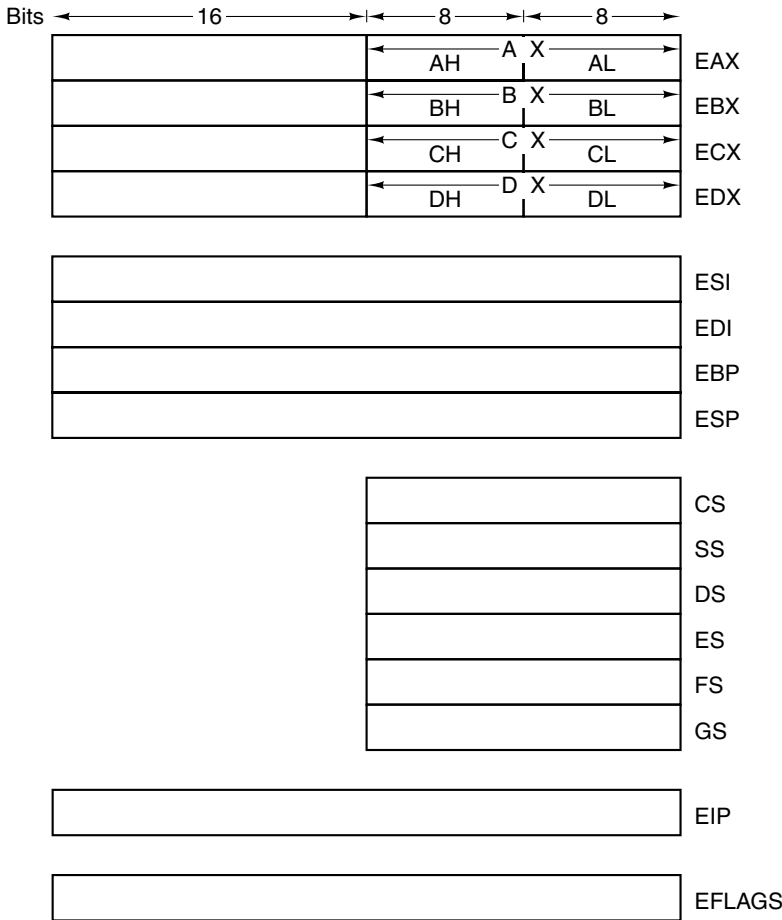 Bits 16 8 8
A X
AH AL EAX
B X
BH BL EBX
C X
CH CL ECX
D X
DH DL EDX
ESI
EDI
EBP
ESP
CS
SS
DS
ES
FS
GS
EIP
EFLAGS